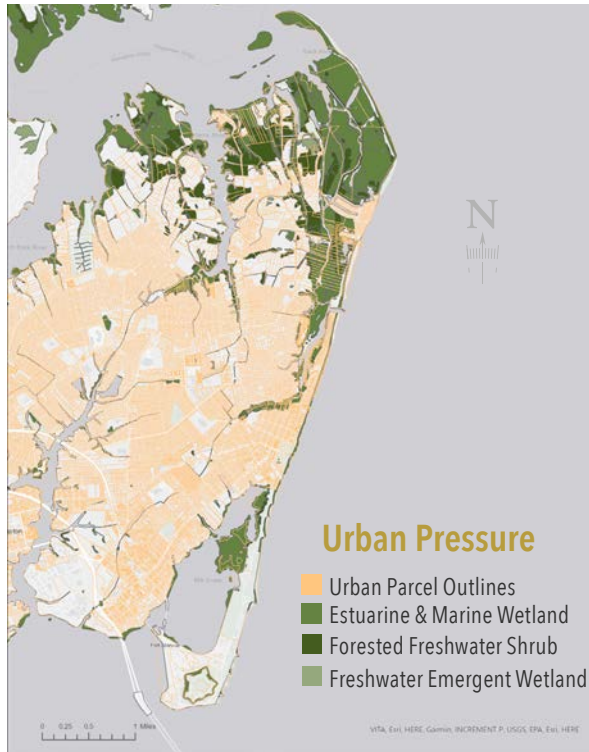 N
Urban Pressure
Urban Parcel Outlines
Estuarine & Marine Wetland
Forested Freshwater Shrub
Freshwater Emergent Wetland
0 0.25 0.5 1 Miles
VITA, Esri, HERE, Garmin, INCREMENT P, USGS, EPA, Esri, HERE